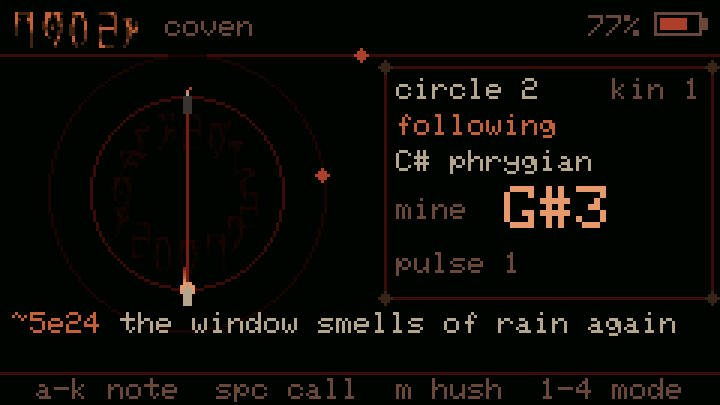 coven 77%
circle 2 kin 1
following
C# phrygian
mine G#3
pulse 1
~5e24 the window smells of rain again
a-k note spc call m hush 1-4 mode